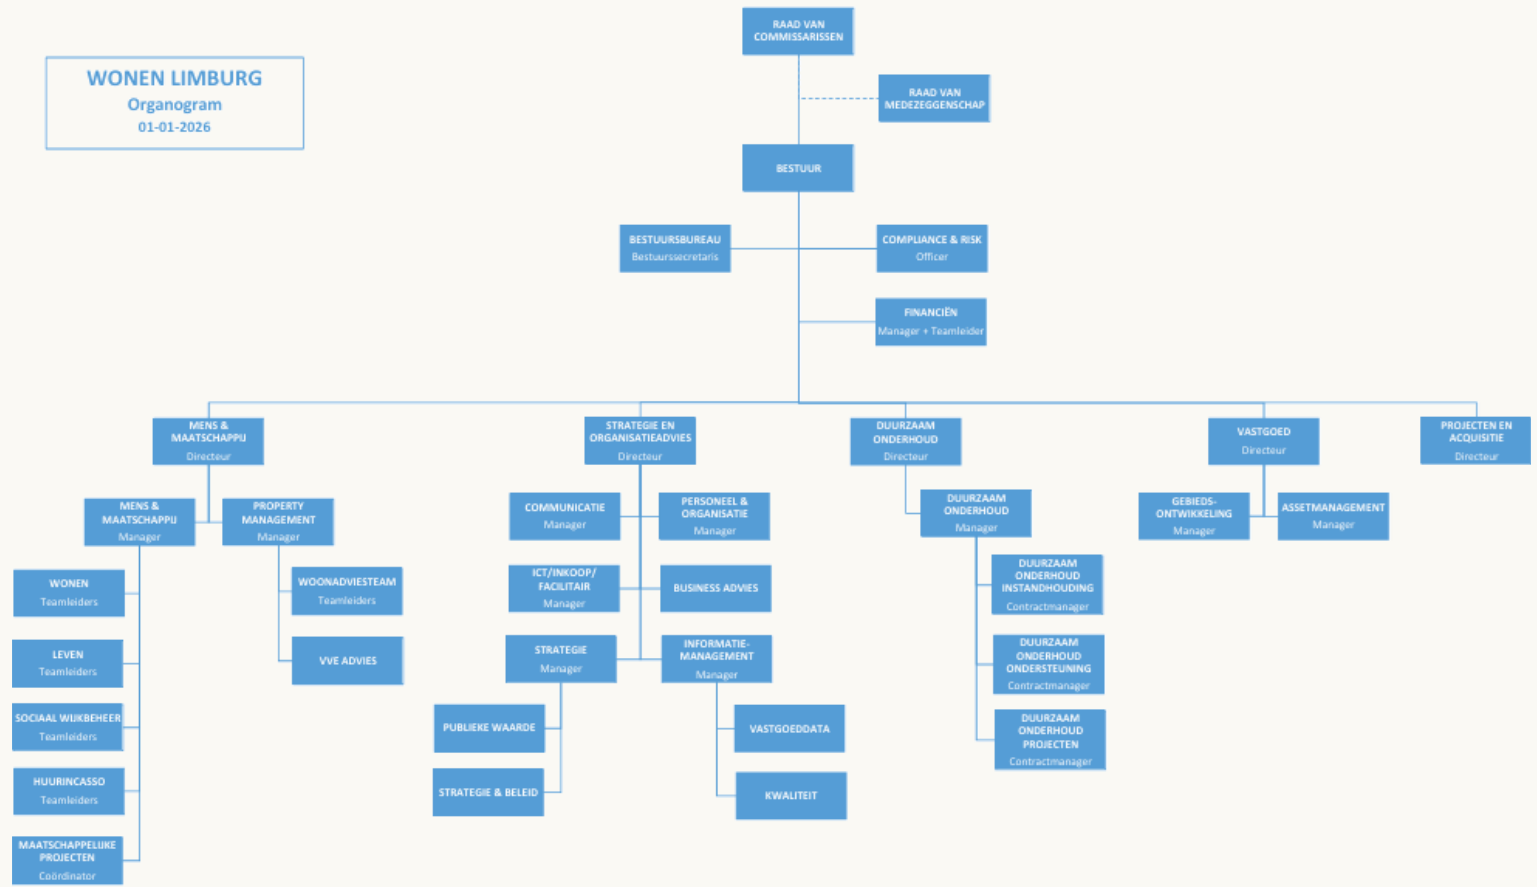 WONEN LIMBURG
Organogram
01-01-2026
RAAD VAN
COMMISSARISSEN
RAAD VAN
MEDEZEGGENSCHAP
BESTUUR
BESTUURSBUREAU
Bestuurssecretaris
COMPLIANCE & RISK
Officer
FINANCIËN
Manager + Teamleider
MENS &
MAATSCHAPPIJ
Directeur
STRATEGIE EN
ORGANISATIEADVIES
Directeur
DUURZAAM
ONDERHOUD
Directeur
VASTGOED
Directeur
PROJECTEN EN
ACQUISITIE
Directeur
MENS &
MAATSCHAPPIJ
Manager
PROPERTY
MANAGEMENT
Manager
WONEN
Teamleiders
LEVEN
Teamleiders
SOCIAAL WIJKBEHEER
Teamleiders
HUURINCASSO
Teamleiders
MAATSCHAPPELIJKE
PROJECTEN
Coördinator
WOONADVIESTEAM
Teamleiders
VVE ADVIES
COMMUNICATIE
Manager
PERSONEEL &
ORGANISATIE
Manager
ICT/INKOOP/
FACILITAIR
Manager
BUSINESS ADVIES
STRATEGIE
Manager
INFORMATIE-
MANAGEMENT
Manager
PUBLIEKE WAARDE
STRATEGIE & BELEID
VASTGOEDDATA
KWALITEIT
DUURZAAM
ONDERHOUD
Manager
DUURZAAM
ONDERHOUD
INSTANDHOUDING
Contractmanager
DUURZAAM
ONDERHOUD
ONDERSTEUNING
Contractmanager
DUURZAAM
ONDERHOUD
PROJECTEN
Contractmanager
GEBIEDS-
ONTWIKKELING
Manager
ASSETMANAGEMENT
Manager